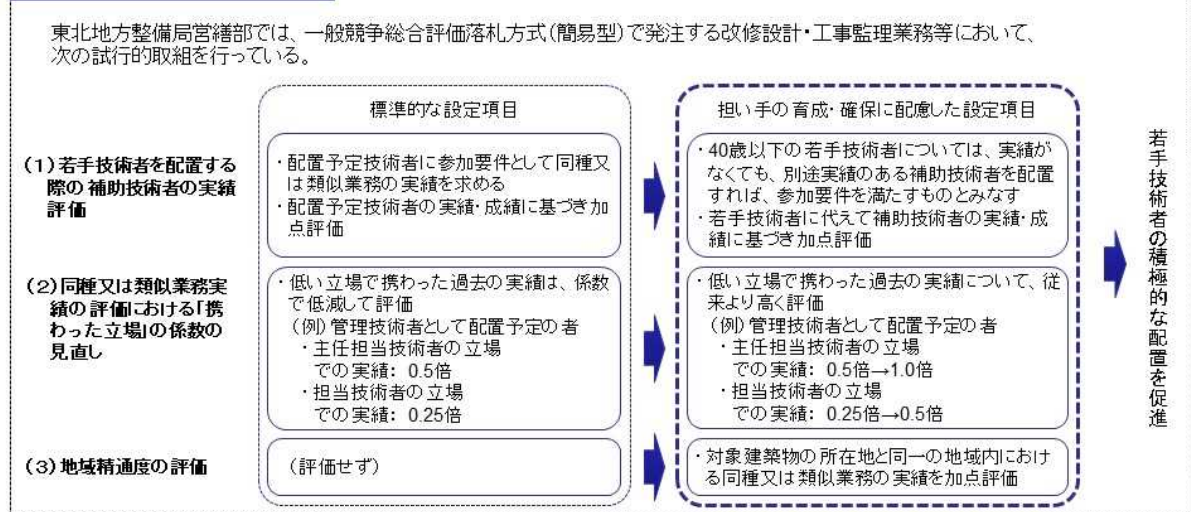 東北地方整備局営繕部では、一般競争総合評価落札方式(簡易型)で発注する改修設計・工事監理業務等において、
次の試行的取組を行っている。
標準的な設定項目
担い手の育成・確保に配慮した設定項目
(1)若手技術者を配置する
際の補助技術者の実績
評価
・配置予定技術者に参加要件として同種又
は類似業務の実績を求める
・配置予定技術者の実績・成績に基づき加
点評価
・40歳以下の若手技術者については、実績が
なくても、別途実績のある補助技術者を配置
すれば、参加要件を満たすものとみなす
・若手技術者に代えて補助技術者の実績・成
績に基づき加点評価
(2)同種又は類似業務実
績の評価における「携
わった立場」の係数の
見直し
・低い立場で携わった過去の実績は、係数
で低減して評価
(例)管理技術者として配置予定の者
・主任担当技術者の立場
での実績: 0.5倍
・担当技術者の立場
での実績: 0.25倍
・低い立場で携わった過去の実績について、従
来より高く評価
(例)管理技術者として配置予定の者
・主任担当技術者の立場
での実績: 0.5倍→1.0倍
・担当技術者の立場
での実績: 0.25倍→0.5倍
(3)地域精通度の評価
(評価せず)
・対象建築物の所在地と同一の地域内におけ
る同種又は類似業務の実績を加点評価
若手技術者の積極的な配置を促進